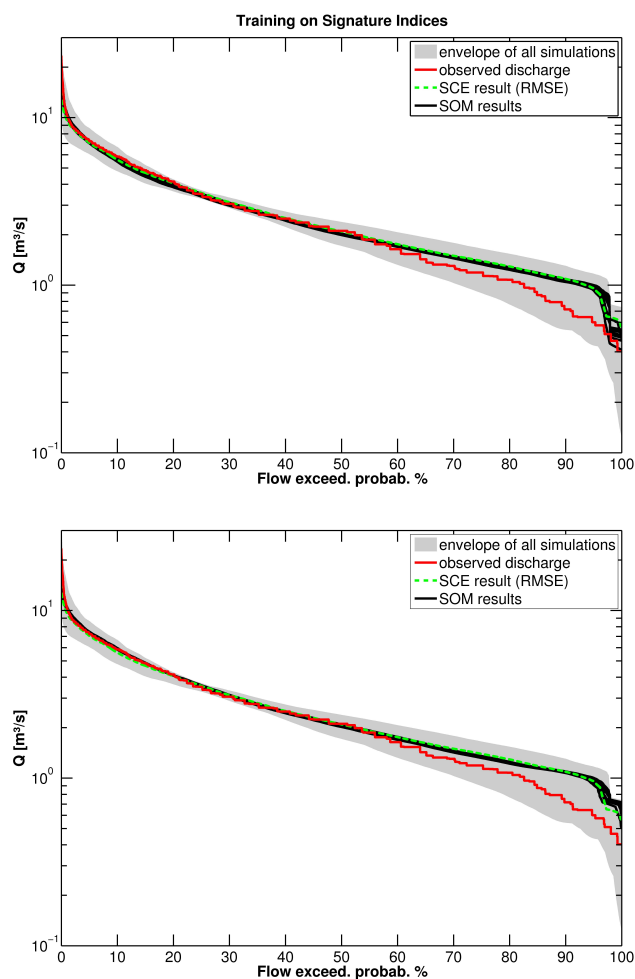 Training on Signature Indices
envelope of all simulations
observed discharge
SCE result (RMSE)
SOM results
10¹
10⁰
10⁻¹
Q [m³/s]
0 10 20 30 40 50 60 70 80 90 100
Flow exceed. probab. %
envelope of all simulations
observed discharge
SCE result (RMSE)
SOM results
10¹
10⁰
10⁻¹
Q [m³/s]
0 10 20 30 40 50 60 70 80 90 100
Flow exceed. probab. %